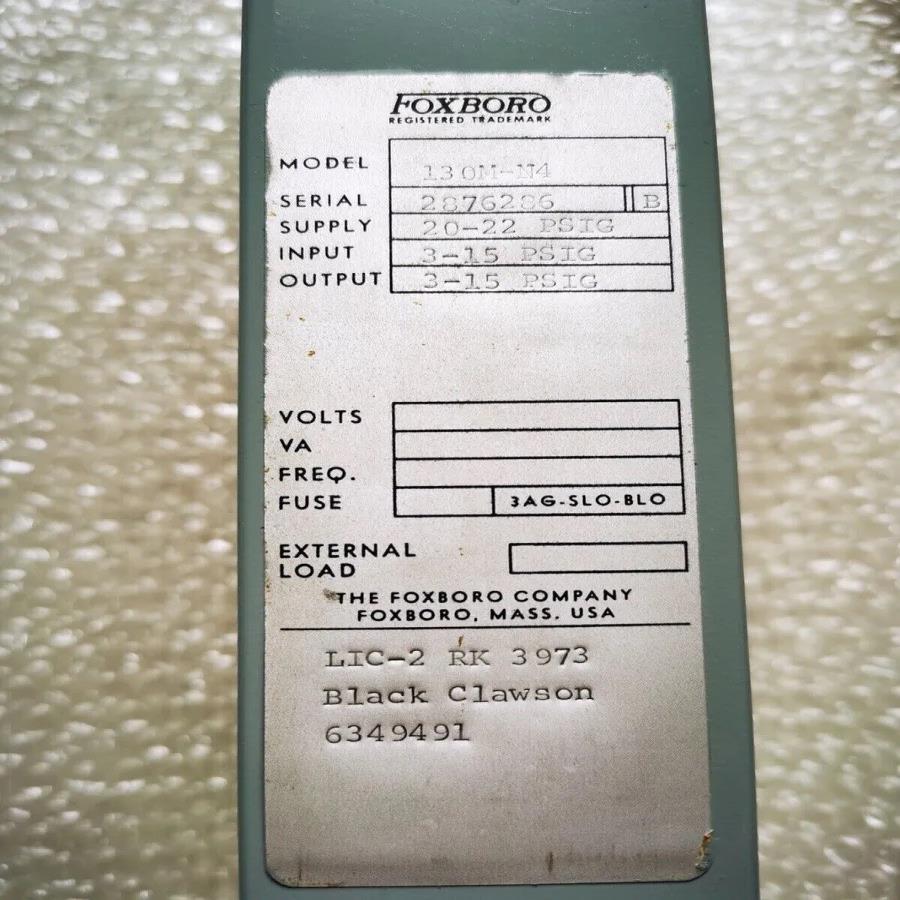 FOXBORO
REGISTERED TRADEMARK
MODEL 130M-N4
SERIAL 2876286 B
SUPPLY 20-22 PSIG
INPUT 3-15 PSIG
OUTPUT 3-15 PSIG
VOLTS
VA
FREQ.
FUSE 3AG-SLO-BLO
EXTERNAL
LOAD
THE FOXBORO COMPANY
FOXBORO, MASS. USA
LIC-2 RK 3973
Black Clawson
6349491